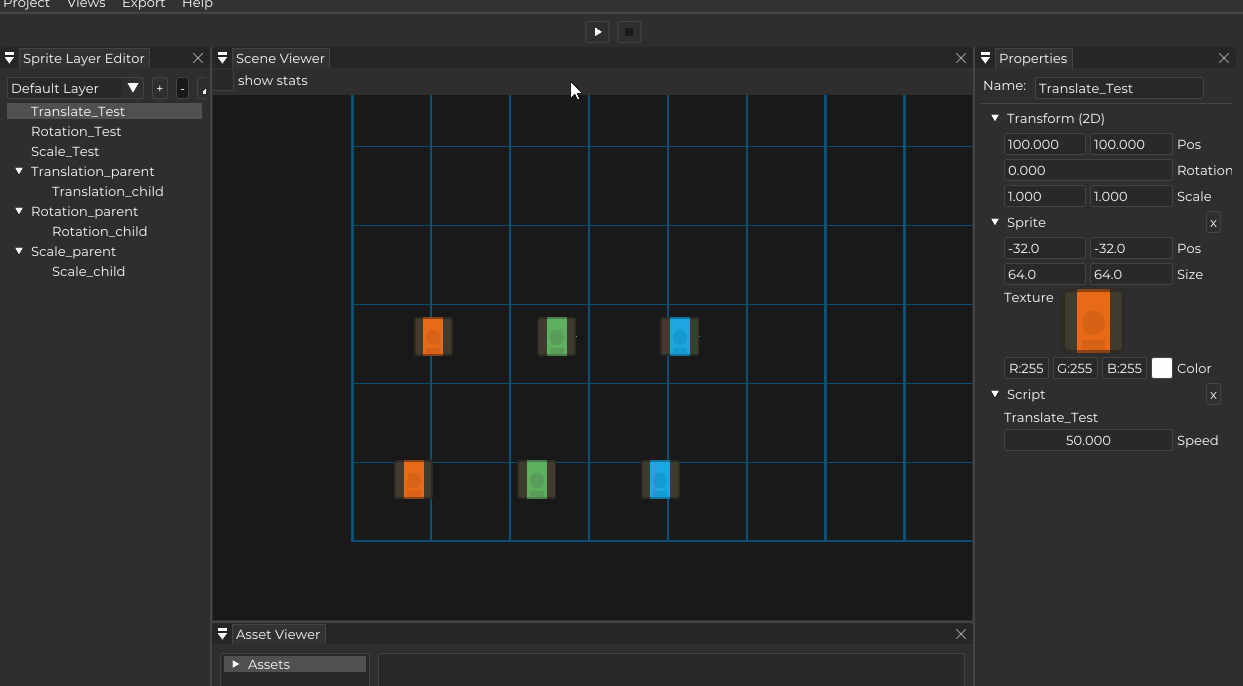 Project Views Export Help
Sprite Layer Editor
Default Layer
+
-
Translate_Test
Rotation_Test
Scale_Test
Translation_parent
Translation_child
Rotation_parent
Rotation_child
Scale_parent
Scale_child
Scene Viewer
show stats
Asset Viewer
Assets
Properties
Name: Translate_Test
Transform (2D)
100.000 100.000 Pos
0.000 Rotation
1.000 1.000 Scale
Sprite x
-32.0 -32.0 Pos
64.0 64.0 Size
Texture
R:255 G:255 B:255 Color
Script x
Translate_Test
50.000 Speed